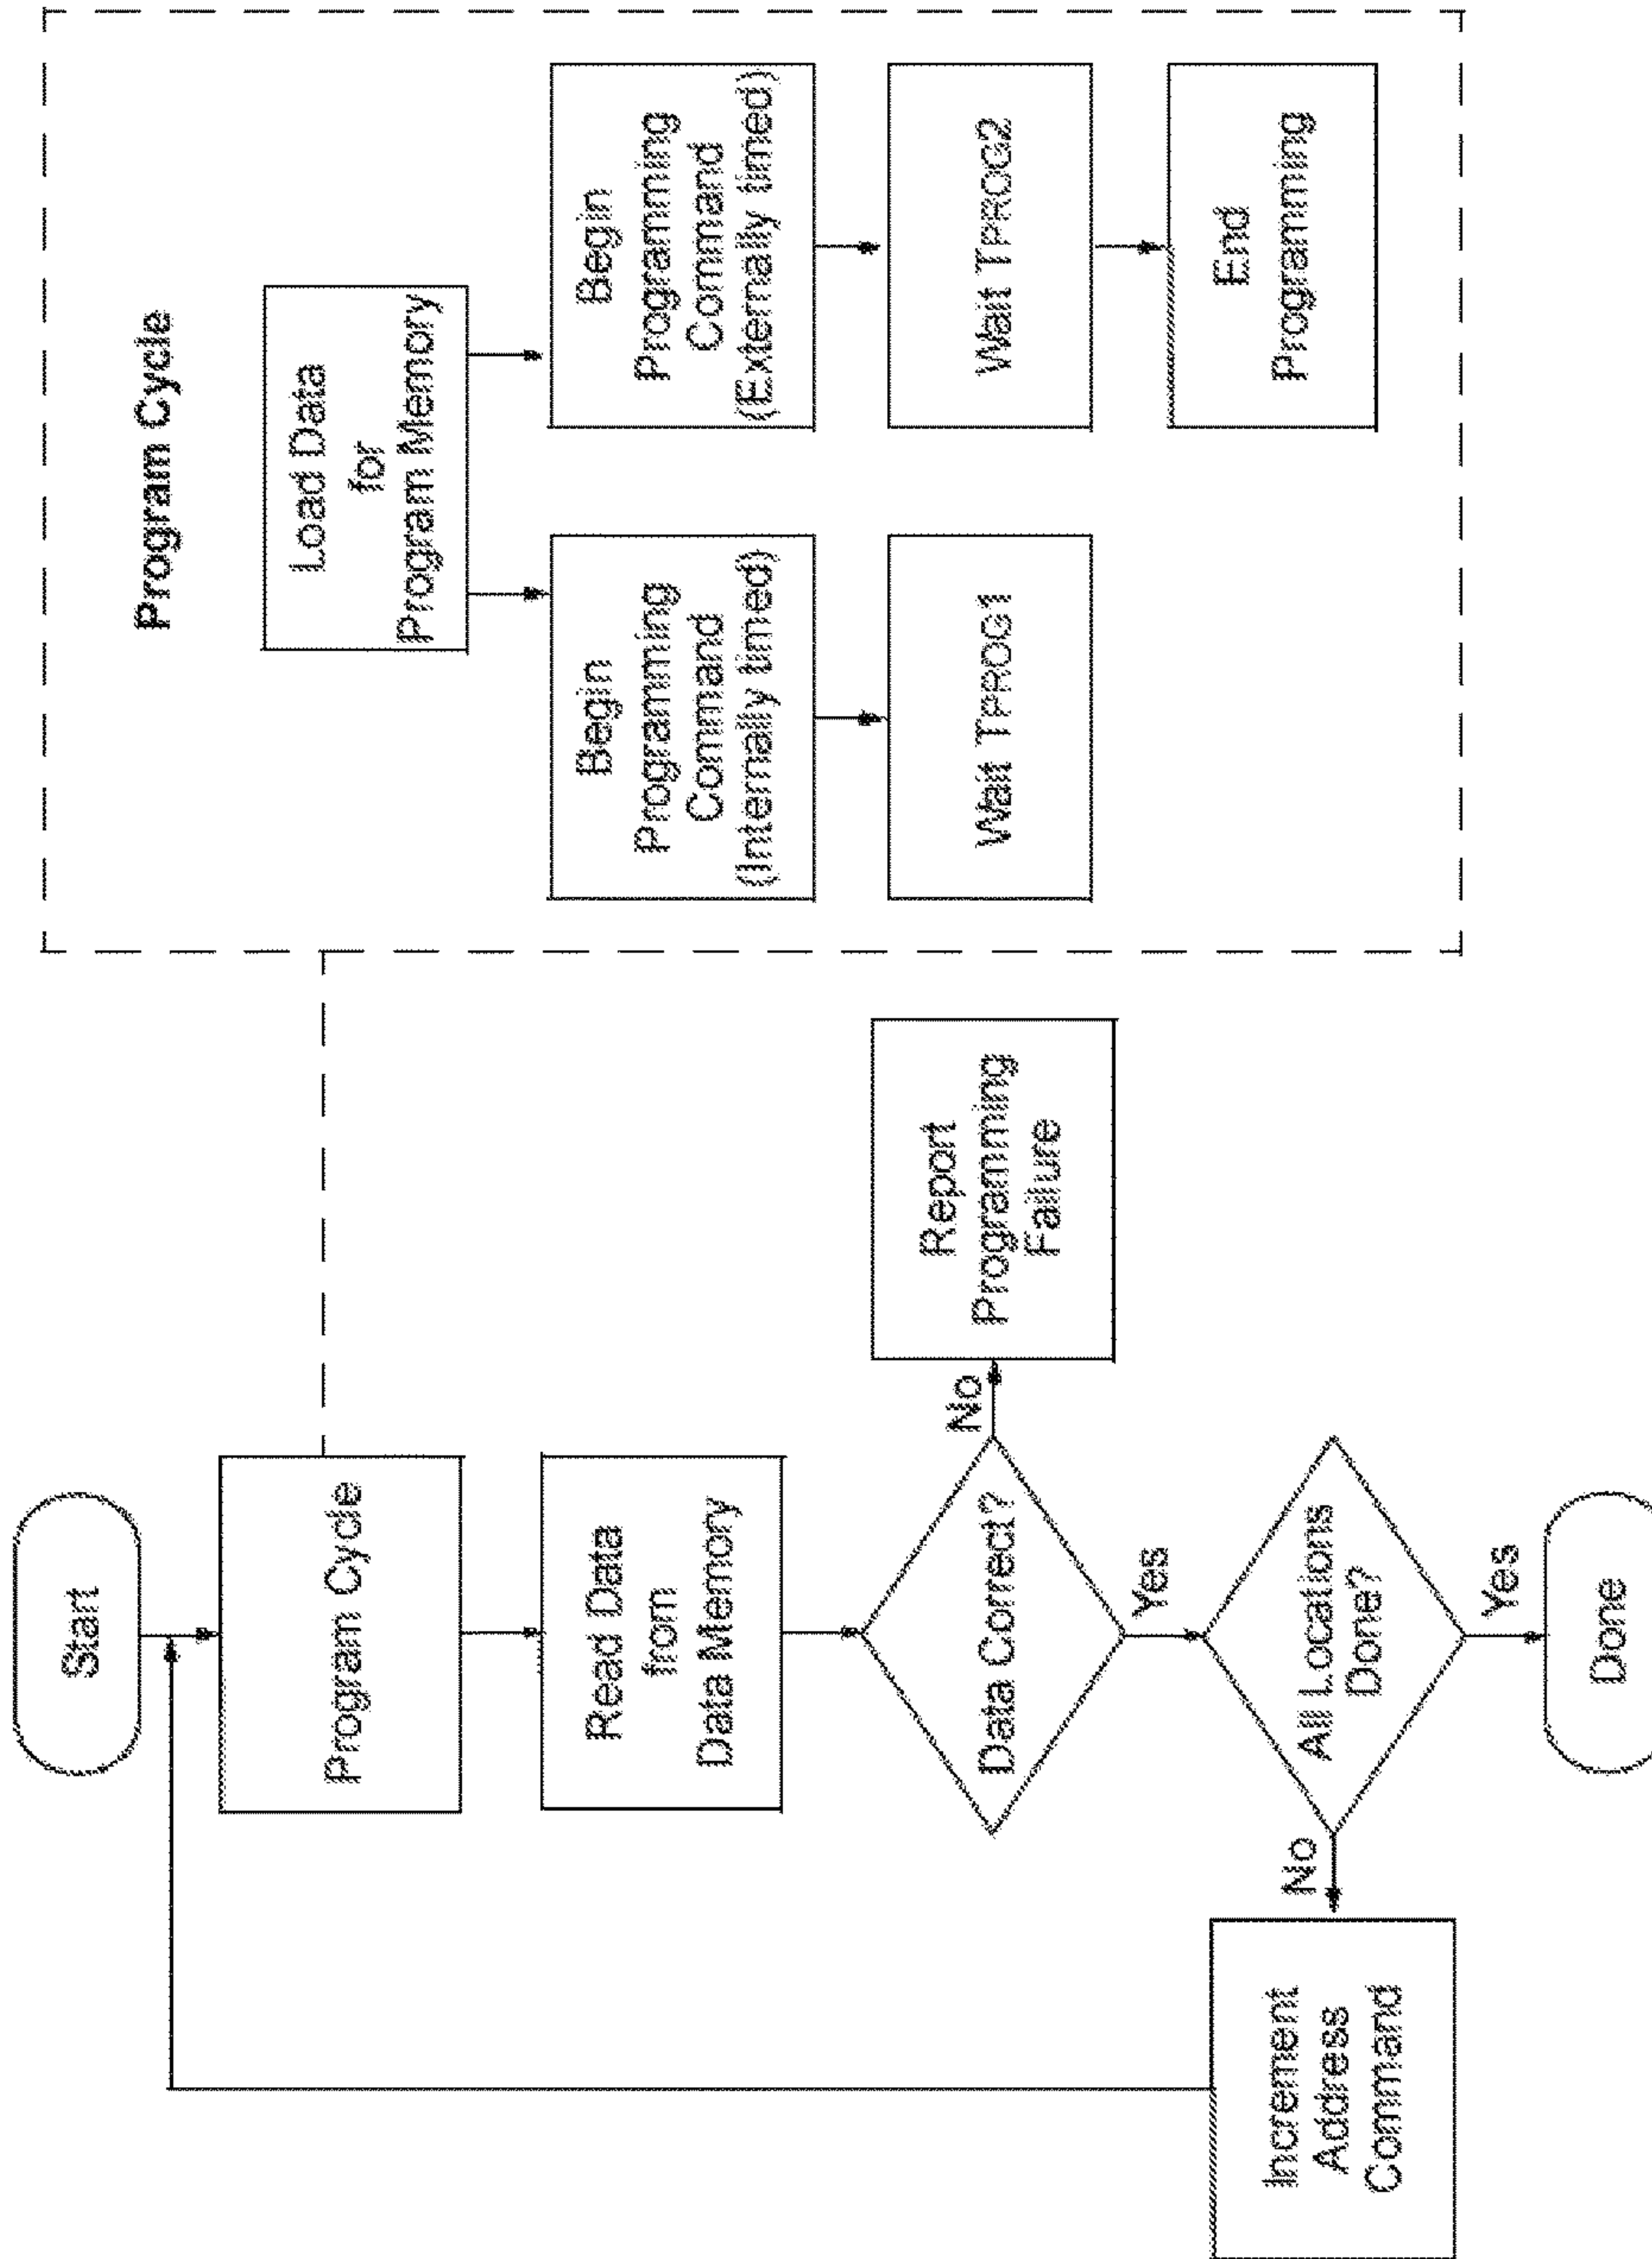 Start
Program Cycle
Read Data
from
Data Memory
Data Correct?
No
Report
Programming
Failure
Yes
All Locations
Done?
No
Increment
Address
Command
Yes
Done
Program Cycle
Load Data
for
Program Memory
Begin
Programming
Command
(Internally timed)
Wait TPROG1
Begin
Programming
Command
(Externally timed)
Wait TPROG2
End
Programming